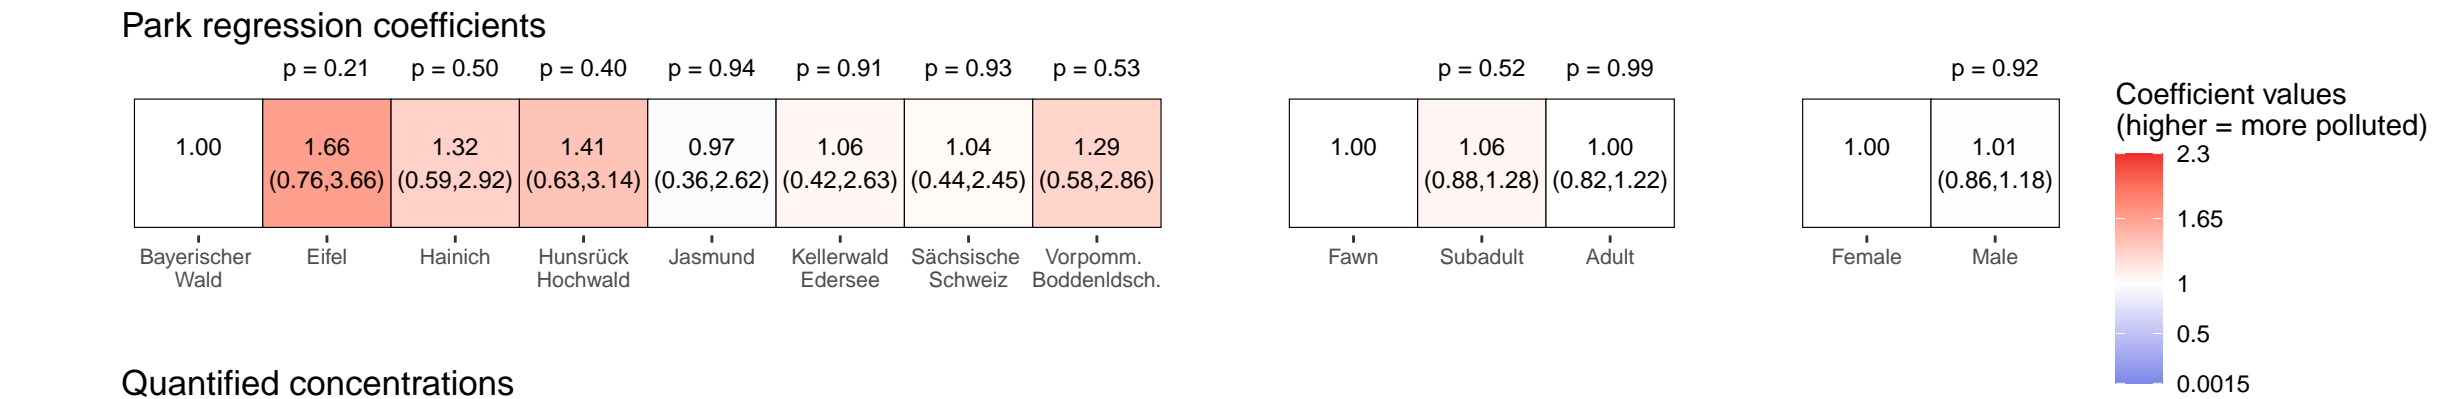 Park regression coefficients
p = 0.21 p = 0.50 p = 0.40 p = 0.94 p = 0.91 p = 0.93 p = 0.53 p = 0.52 p = 0.99 p = 0.92
1.00 1.66 1.32 1.41 0.97 1.06 1.04 1.29 1.00 1.06 1.00 1.00 1.01
(0.76,3.66) (0.59,2.92) (0.63,3.14) (0.36,2.62) (0.42,2.63) (0.44,2.45) (0.58,2.86) (0.88,1.28) (0.82,1.22) (0.86,1.18)
Bayerischer Eifel Hainich Hunsrück Jasmund Kellerwald Sächsische Vorpomm. Fawn Subadult Adult Female Male
Wald Hochwald Edersee Schweiz Boddenldsch.
Coefficient values
(higher = more polluted)
2.3
1.65
1
0.5
0.0015
Quantified concentrations